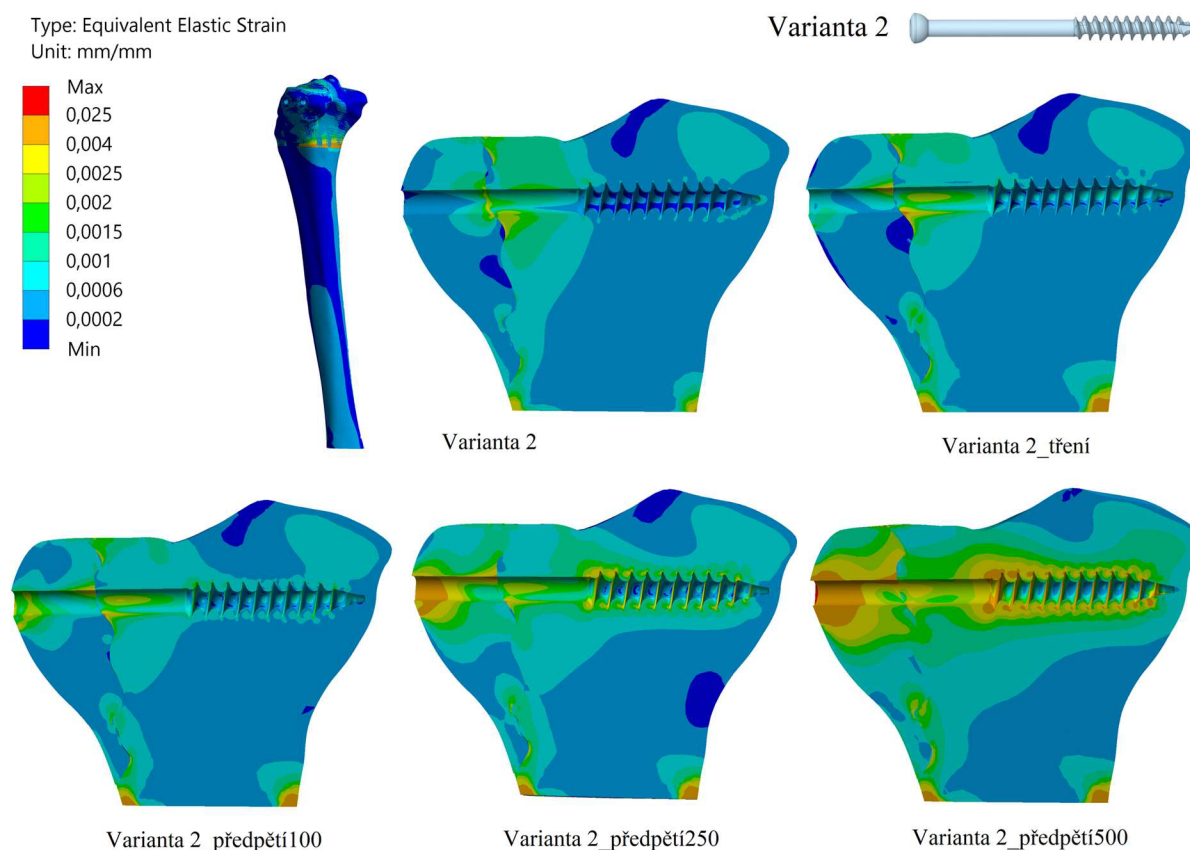 Type: Equivalent Elastic Strain
Unit: mm/mm
Varianta 2
Max
0,025
0,004
0,0025
0,002
0,0015
0,001
0,0006
0,0002
Min
Varianta 2
Varianta 2_tření
Varianta 2_předpětí100
Varianta 2_předpětí250
Varianta 2_předpětí500